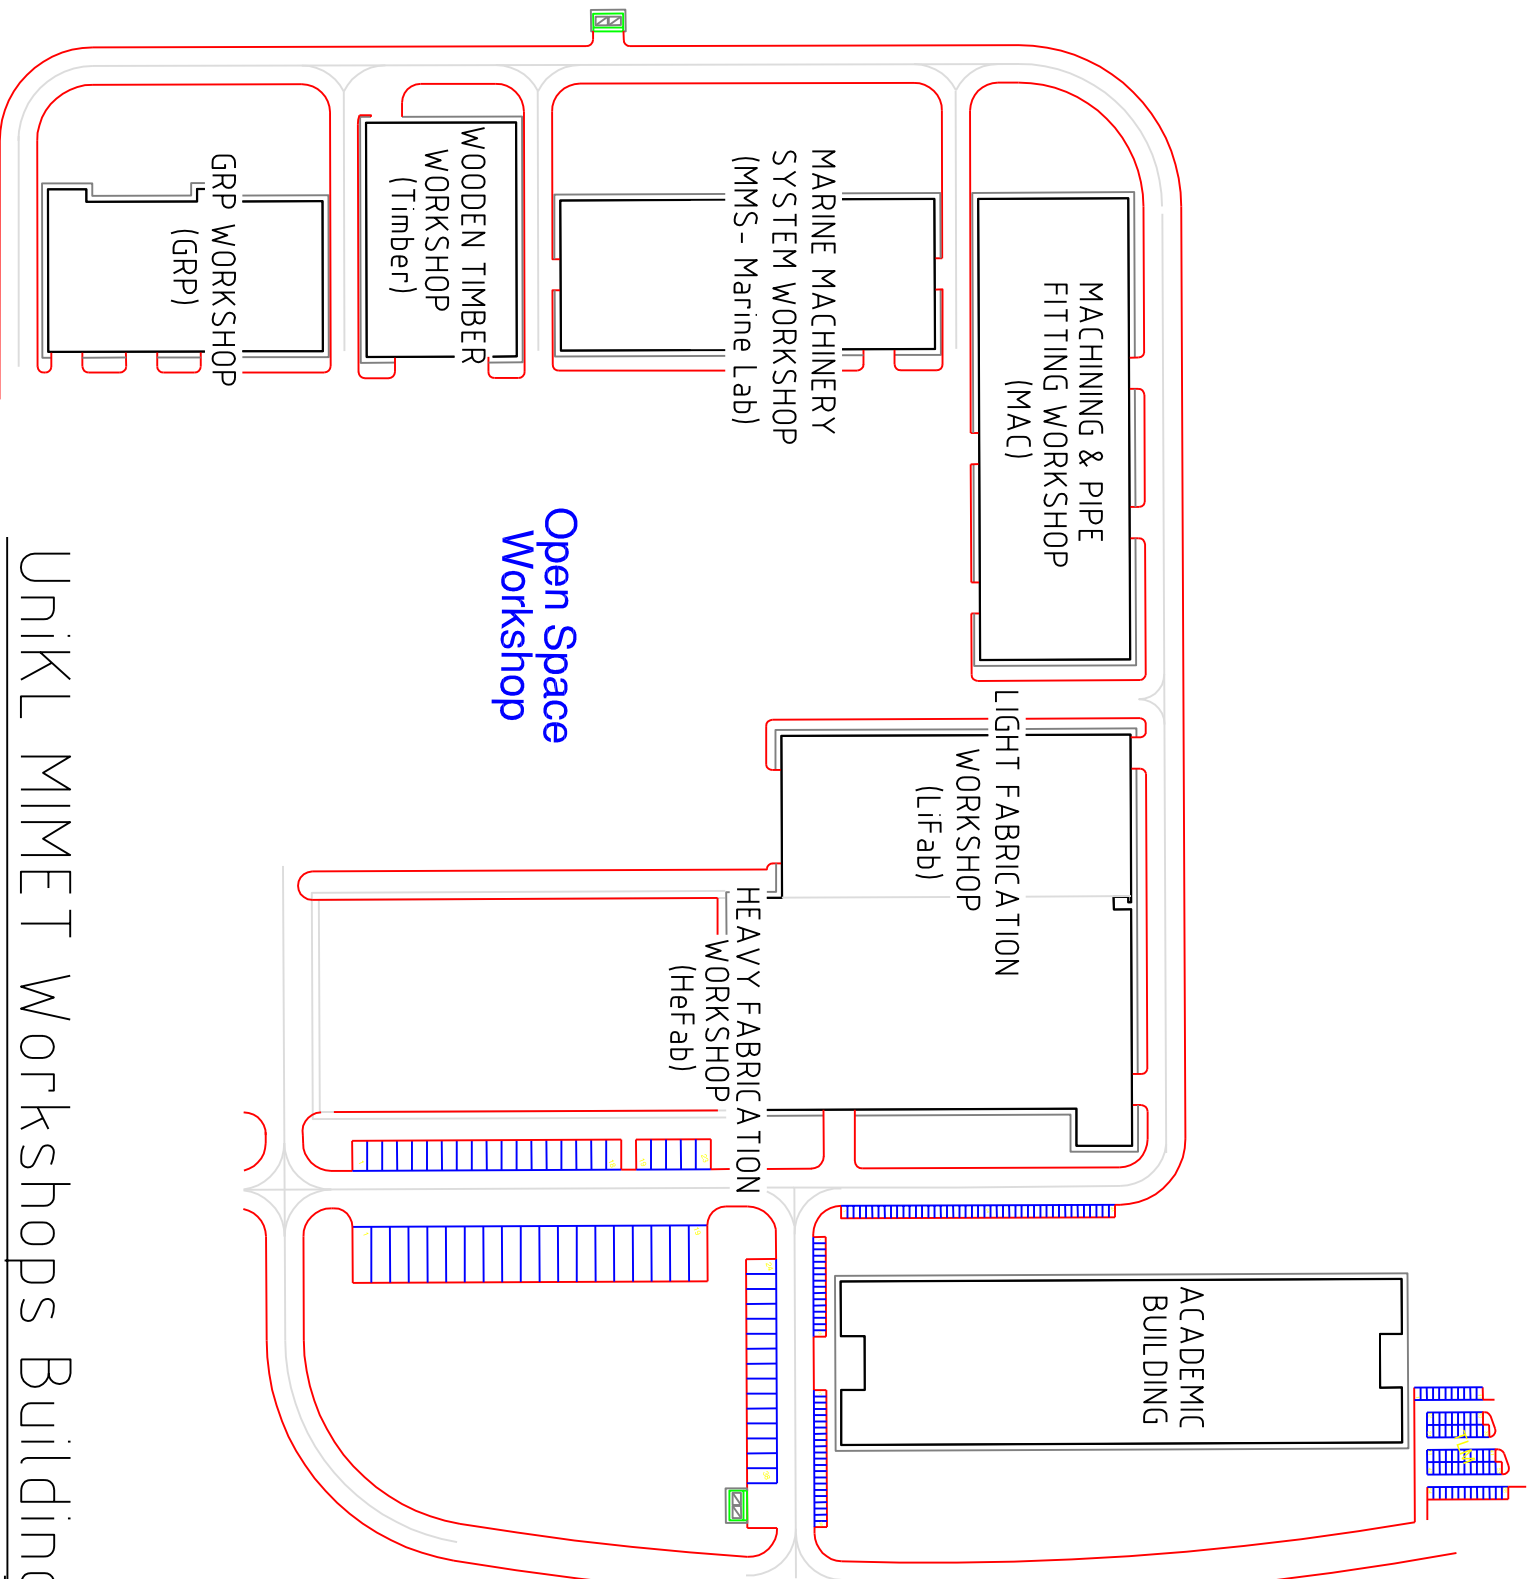 MACHINING & PIPE
FITTING WORKSHOP
(MAC)
MARINE MACHINERY
SYSTEM WORKSHOP
(MMS- Marine Lab)
WOODEN TIMBER
WORKSHOP
(Timber)
GRP WORKSHOP
(GRP)
Open Space
Workshop
LIGHT FABRICATION
WORKSHOP
(LiFab)
HEAVY FABRICATION
WORKSHOP
(HeFab)
ACADEMIC
BUILDING
UniKL MIMET Workshops Building